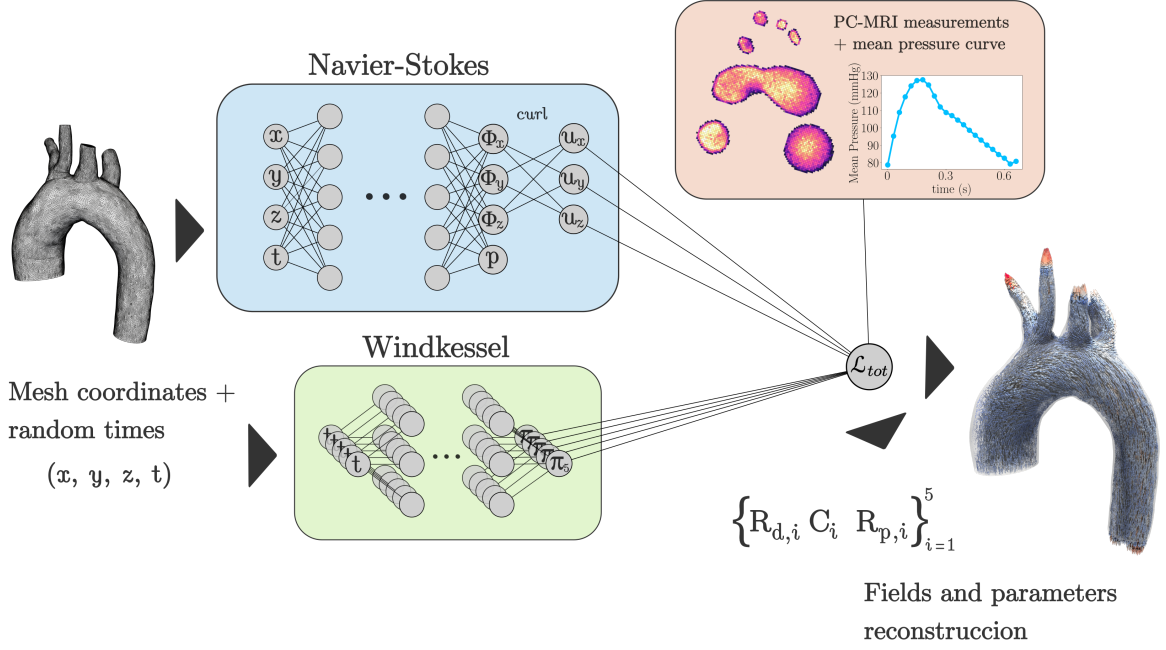 Navier-Stokes
curl
x
y
z
t
Φx
Φy
Φz
p
ux
uy
uz
PC-MRI measurements
+ mean pressure curve
Mean Pressure (mmHg)
130
120
110
100
90
80
0
0.3
0.6
time (s)
Windkessel
t
π5
ℒtot
Mesh coordinates +
random times
(x, y, z, t)
{Rd,i Ci Rp,i}5i=1
Fields and parameters
reconstruccion